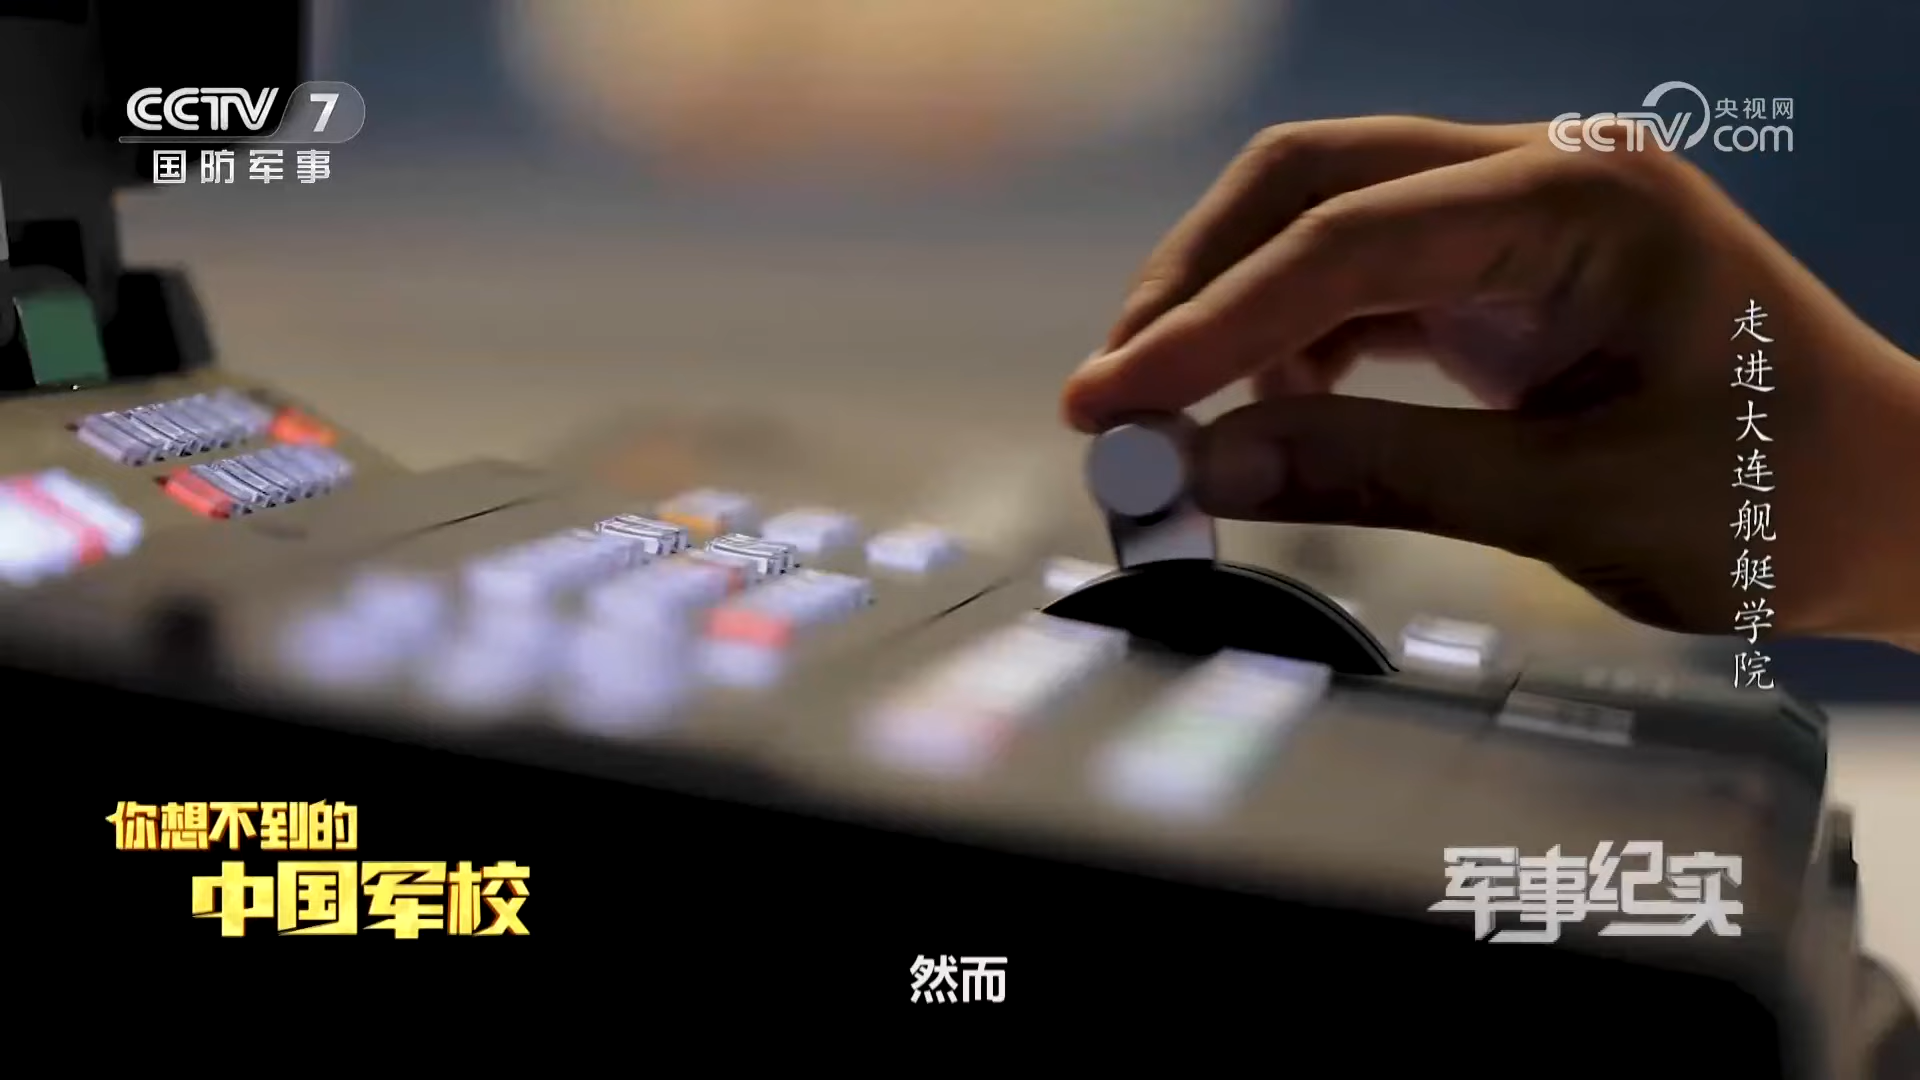 CCTV 7
国防军事
央视网
CCTV.com
走进大连舰艇学院
你想不到的
中国军校
军事纪实
然而